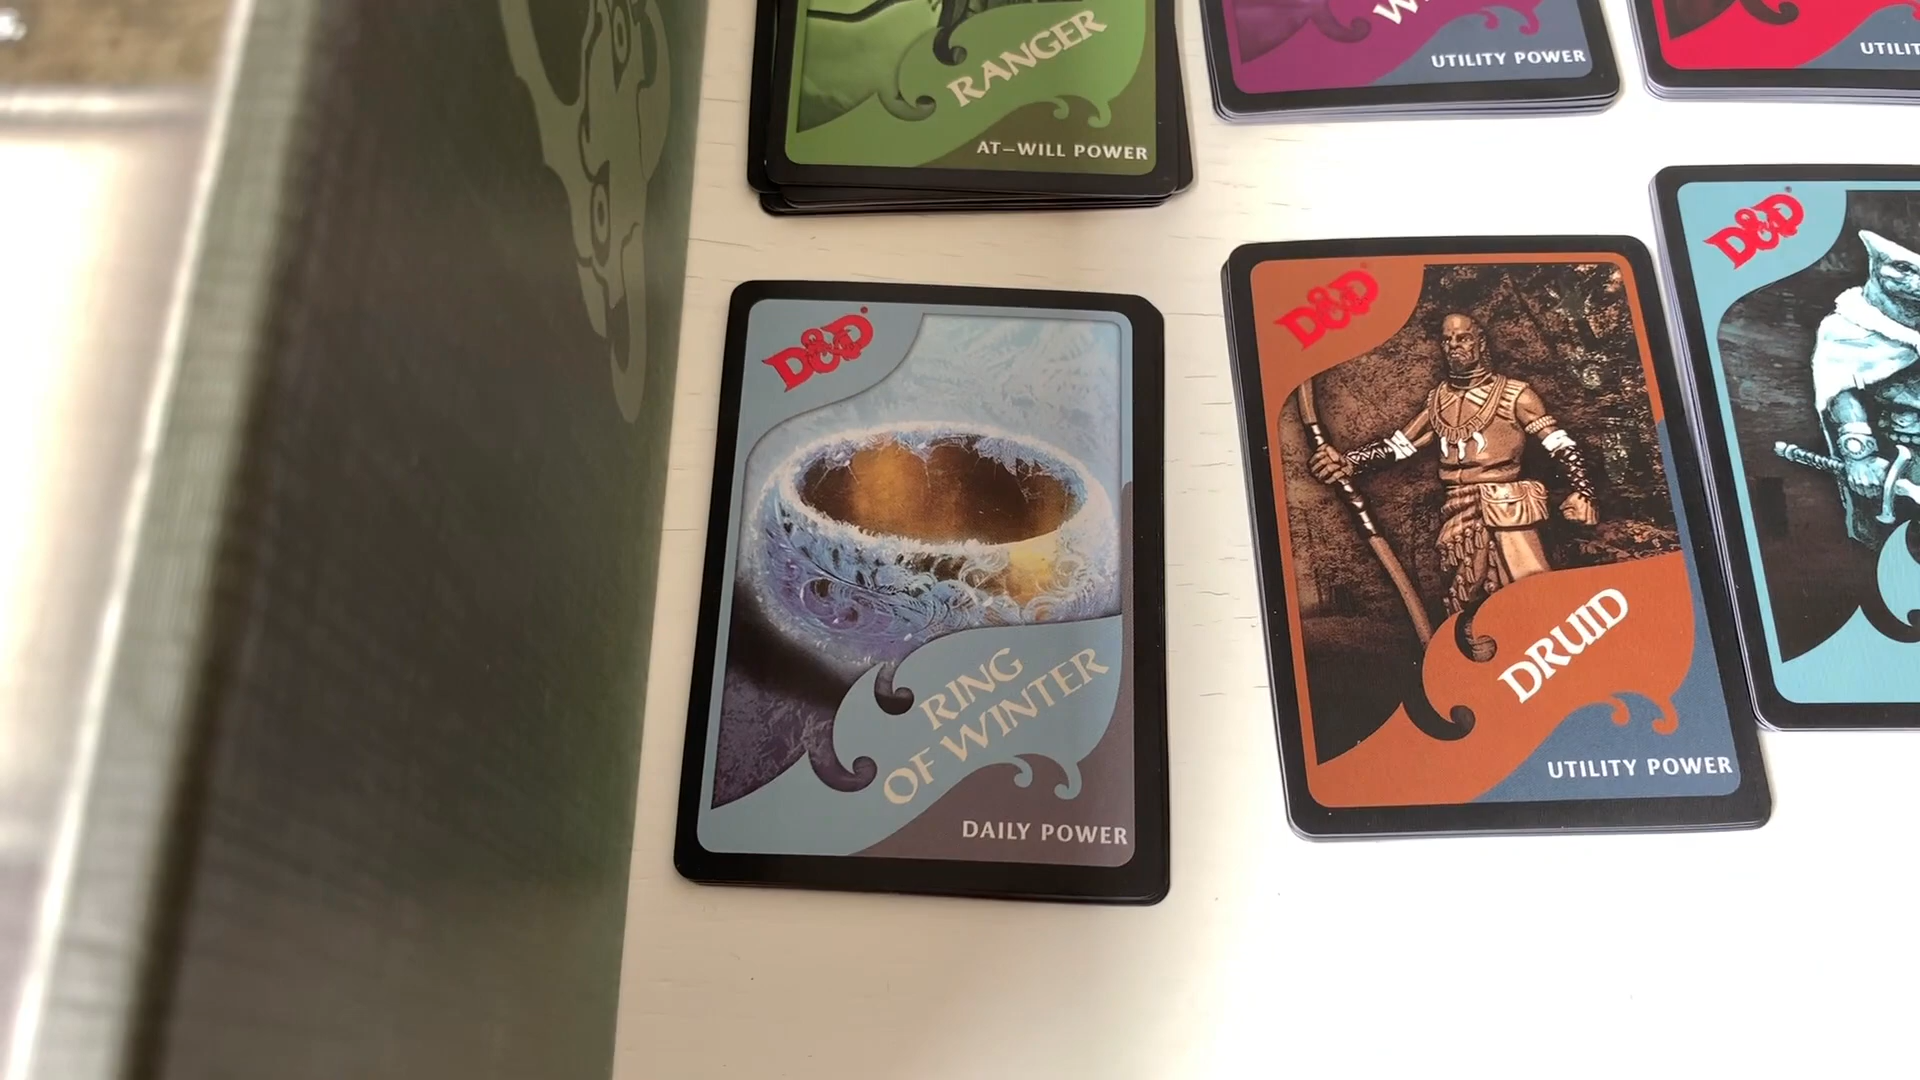 RANGER
AT-WILL POWER
W
UTILITY POWER
UTILIT
D&D
RING
OF WINTER
DAILY POWER
D&D
DRUID
UTILITY POWER
D&D